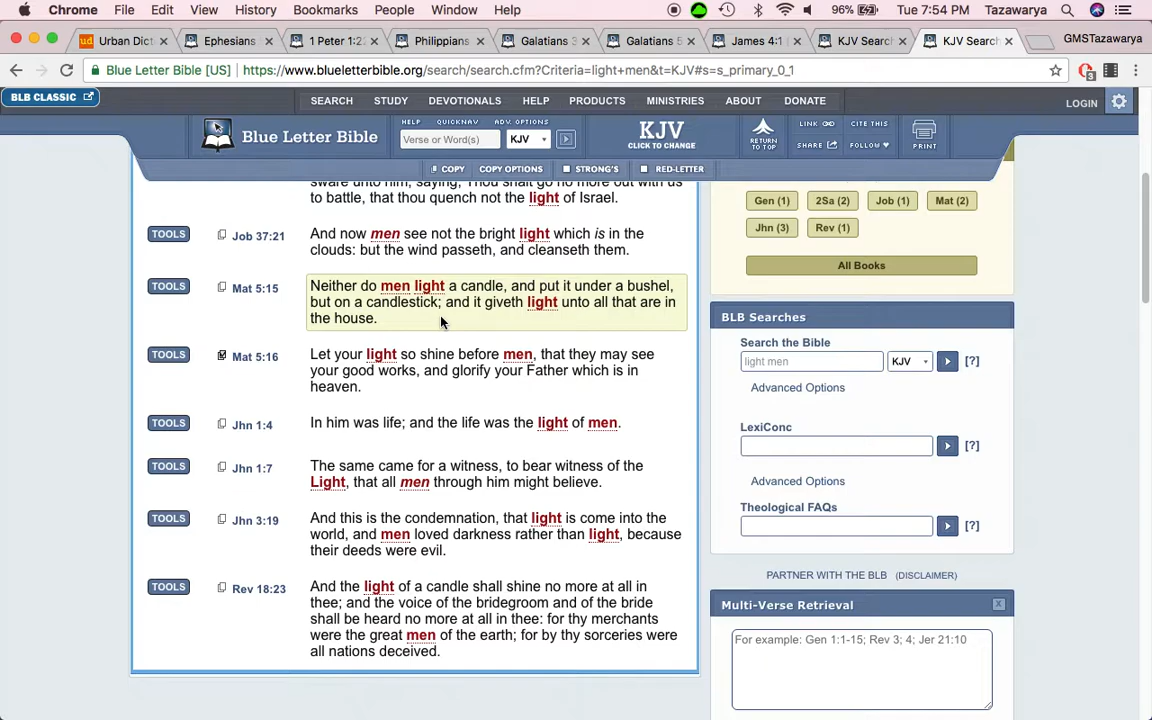 Chrome File Edit View History Bookmarks People Window Help 96% Tue 7:54 PM Tazawarya
Urban Dict Ephesians 1 Peter 1:2 Philippians Galatians 3 Galatians 5 James 4:1 KJV Search KJV Search GMSTazawarya
Blue Letter Bible [US] https://www.blueletterbible.org/search/search.cfm?Criteria=light+men&t=KJV#s=s_primary_0_1
BLB CLASSIC SEARCH STUDY DEVOTIONALS HELP PRODUCTS MINISTRIES ABOUT DONATE LOGIN
HELP QUICKNAV ADV. OPTIONS
Blue Letter Bible Verse or Word(s) KJV
KJV
CLICK TO CHANGE
RETURN
TO TOP
LINK CITE THIS
SHARE FOLLOW
PRINT
COPY COPY OPTIONS STRONG'S RED-LETTER
sware unto him, saying, Thou shalt go no more out with us
to battle, that thou quench not the light of Israel.
TOOLS Job 37:21 And now men see not the bright light which is in the
clouds: but the wind passeth, and cleanseth them.
TOOLS Mat 5:15 Neither do men light a candle, and put it under a bushel,
but on a candlestick; and it giveth light unto all that are in
the house.
TOOLS Mat 5:16 Let your light so shine before men, that they may see
your good works, and glorify your Father which is in
heaven.
TOOLS Jhn 1:4 In him was life; and the life was the light of men.
TOOLS Jhn 1:7 The same came for a witness, to bear witness of the
Light, that all men through him might believe.
TOOLS Jhn 3:19 And this is the condemnation, that light is come into the
world, and men loved darkness rather than light, because
their deeds were evil.
TOOLS Rev 18:23 And the light of a candle shall shine no more at all in
thee; and the voice of the bridegroom and of the bride
shall be heard no more at all in thee: for thy merchants
were the great men of the earth; for by thy sorceries were
all nations deceived.
Gen (1) 2Sa (2) Job (1) Mat (2)
Jhn (3) Rev (1)
All Books
BLB Searches
Search the Bible
light men KJV [?]
Advanced Options
LexiConc
[?]
Advanced Options
Theological FAQs
[?]
PARTNER WITH THE BLB (DISCLAIMER)
Multi-Verse Retrieval x
For example: Gen 1:1-15; Rev 3; 4; Jer 21:10